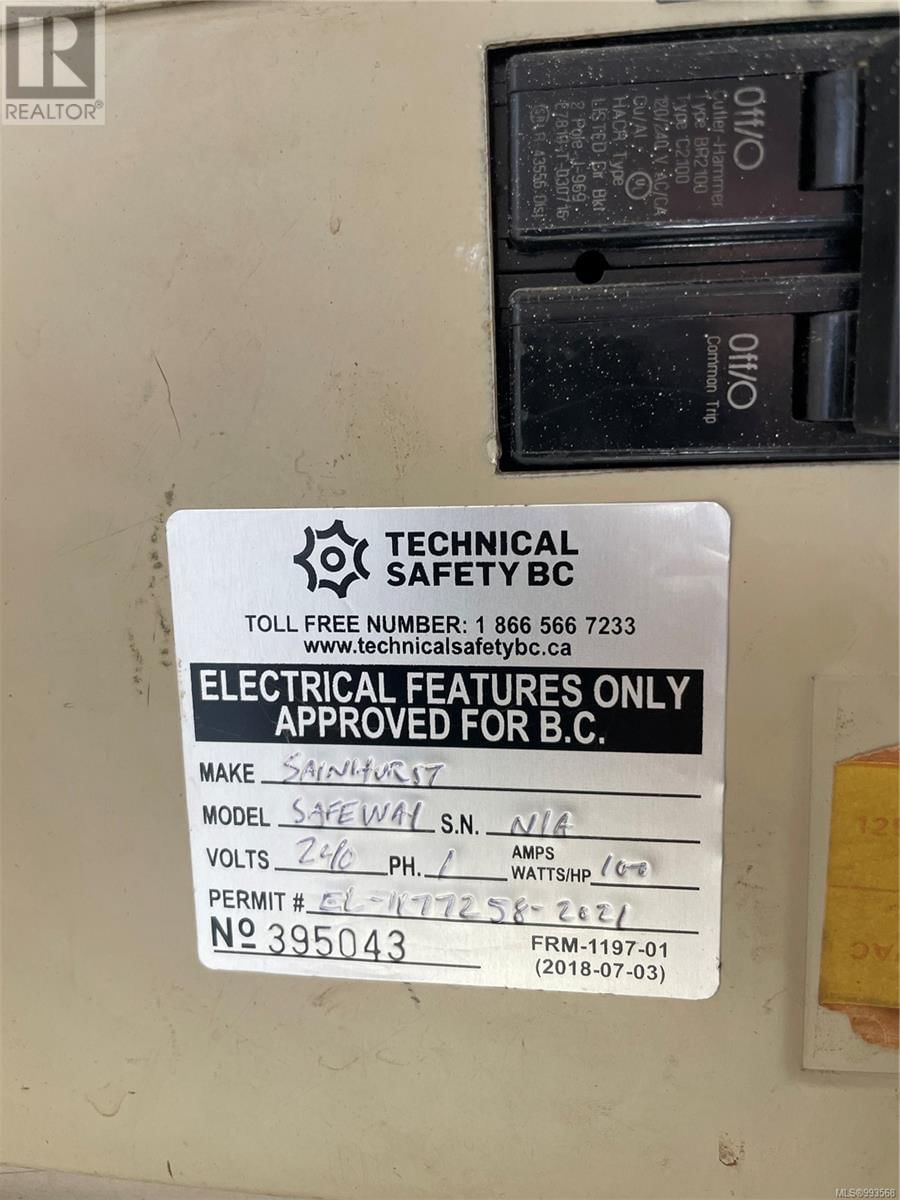 REALTOR®
Off/O
Cutler-Hammer
Type BR2100
Type C2100
120/240 V AC/CA
Cu/Al
HACR Type
LISTED Cir Bkr
2 Pole J-969
Off/O
Common Trip
TECHNICAL
SAFETY BC
TOLL FREE NUMBER: 1 866 566 7233
www.technicalsafetybc.ca
ELECTRICAL FEATURES ONLY
APPROVED FOR B.C.
MAKE SAINHURST
MODEL SAFEWAY S.N. N/A
VOLTS 240 PH. 1 AMPS WATTS/HP 100
PERMIT # EL-1177258-2021
Nº 395043
FRM-1197-01
(2018-07-03)
MLS®993568